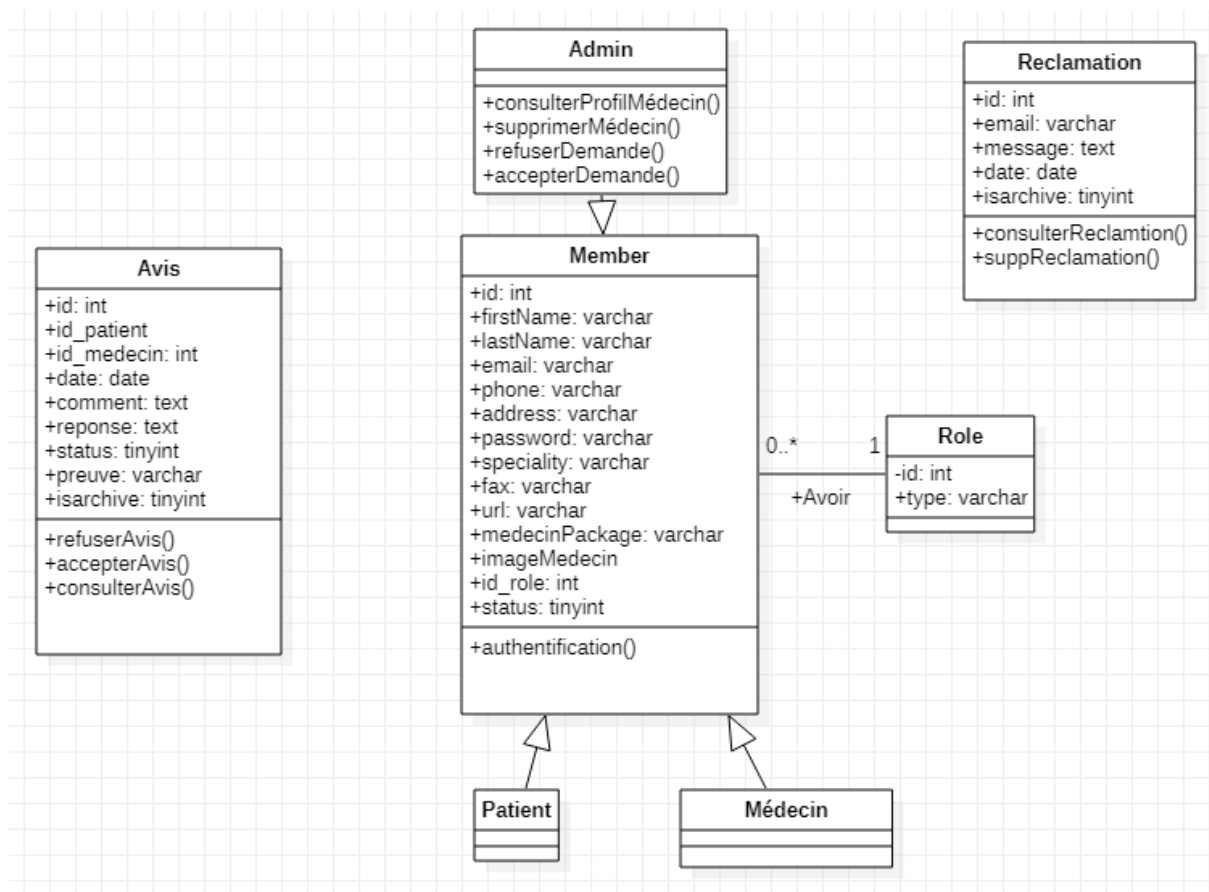 Admin
+consulterProfilMédecin()
+supprimerMédecin()
+refuserDemande()
+accepterDemande()
Reclamation
+id: int
+email: varchar
+message: text
+date: date
+isarchive: tinyint
+consulterReclamtion()
+suppReclamation()
Avis
+id: int
+id_patient
+id_medecin: int
+date: date
+comment: text
+reponse: text
+status: tinyint
+preuve: varchar
+isarchive: tinyint
+refuserAvis()
+accepterAvis()
+consulterAvis()
Member
+id: int
+firstName: varchar
+lastName: varchar
+email: varchar
+phone: varchar
+address: varchar
+password: varchar
+speciality: varchar
+fax: varchar
+url: varchar
+medecinPackage: varchar
+imageMedecin
+id_role: int
+status: tinyint
+authentification()
0..*
1
+Avoir
Role
-id: int
+type: varchar
Patient
Médecin